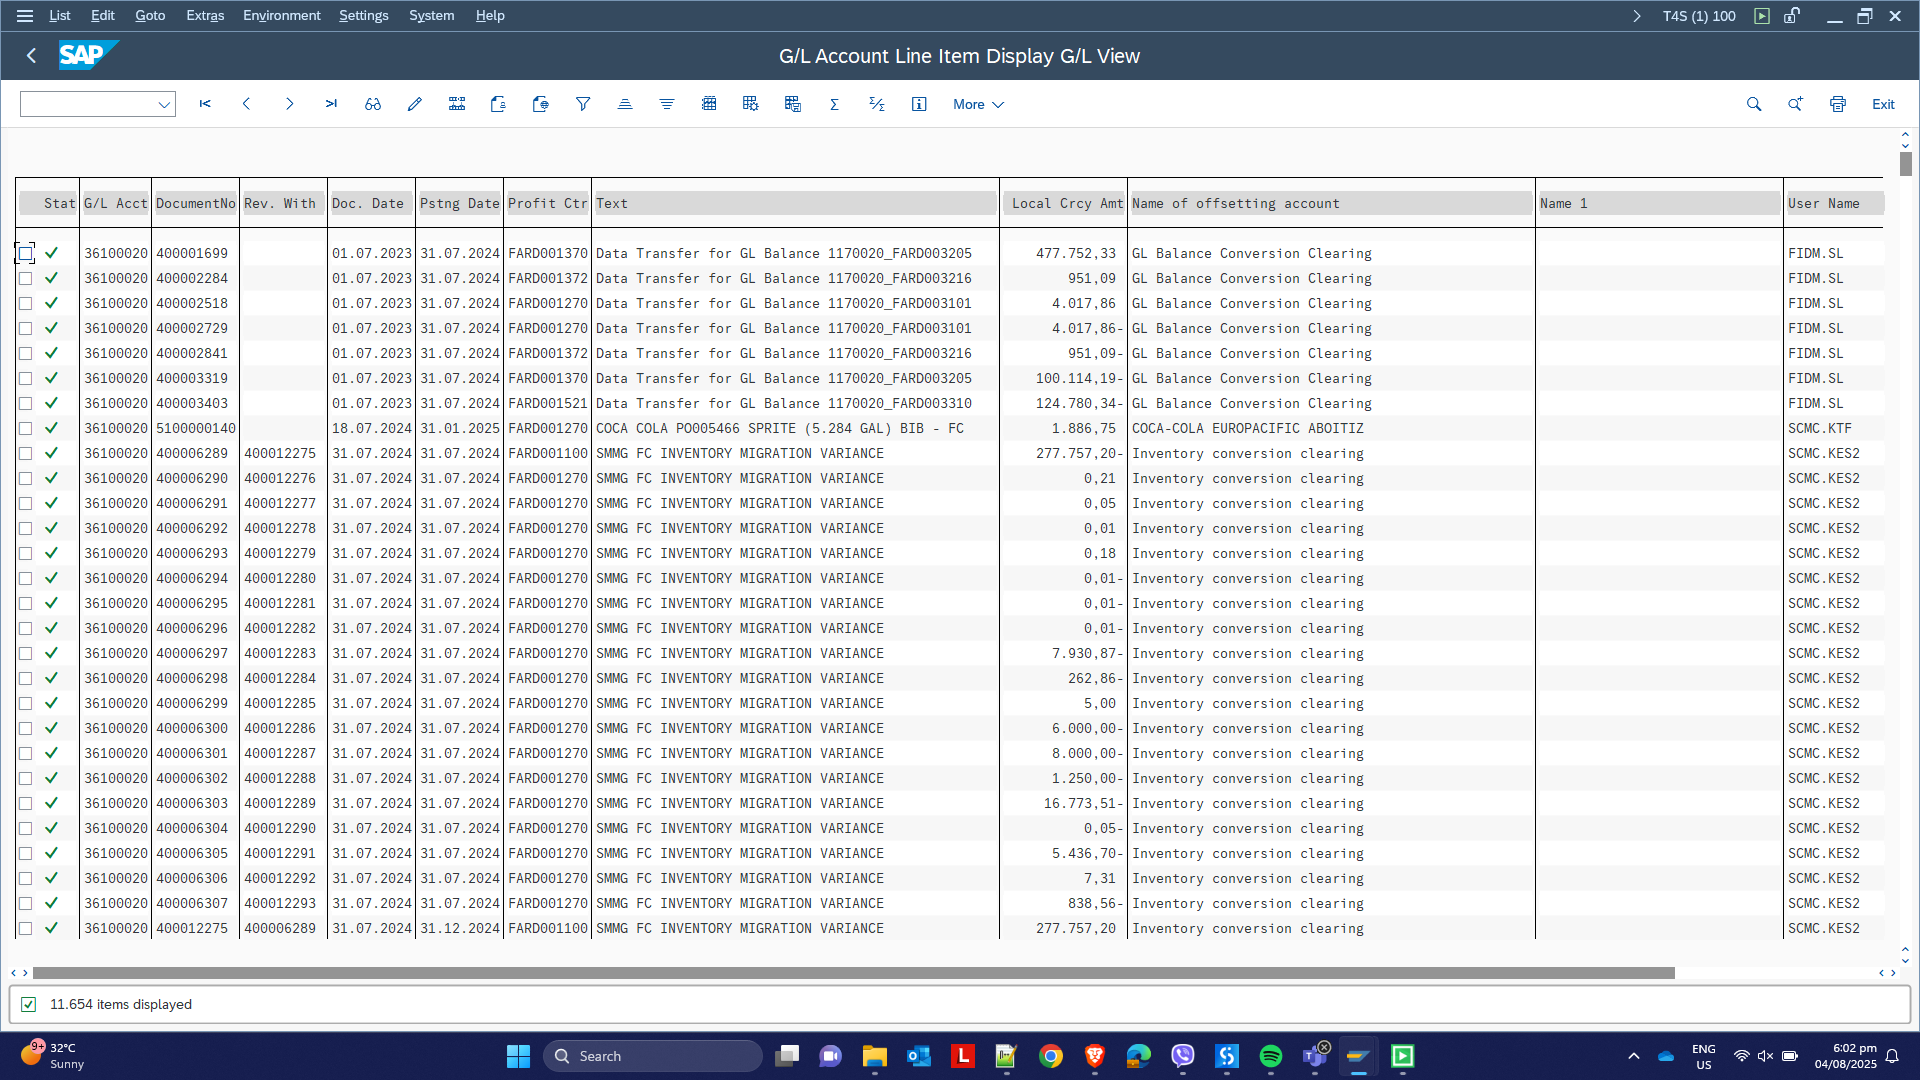 List Edit Goto Extras Environment Settings System Help T4S (1) 100
SAP G/L Account Line Item Display G/L View
More Exit
Stat G/L Acct DocumentNo Rev. With Doc. Date Pstng Date Profit Ctr Text Local Crcy Amt Name of offsetting account Name 1 User Name
36100020 400001699 01.07.2023 31.07.2024 FARD001370 Data Transfer for GL Balance 1170020_FARD003205 477.752,33 GL Balance Conversion Clearing FIDM.SL
36100020 400002284 01.07.2023 31.07.2024 FARD001372 Data Transfer for GL Balance 1170020_FARD003216 951,09 GL Balance Conversion Clearing FIDM.SL
36100020 400002518 01.07.2023 31.07.2024 FARD001270 Data Transfer for GL Balance 1170020_FARD003101 4.017,86 GL Balance Conversion Clearing FIDM.SL
36100020 400002729 01.07.2023 31.07.2024 FARD001270 Data Transfer for GL Balance 1170020_FARD003101 4.017,86- GL Balance Conversion Clearing FIDM.SL
36100020 400002841 01.07.2023 31.07.2024 FARD001372 Data Transfer for GL Balance 1170020_FARD003216 951,09- GL Balance Conversion Clearing FIDM.SL
36100020 400003319 01.07.2023 31.07.2024 FARD001370 Data Transfer for GL Balance 1170020_FARD003205 100.114,19- GL Balance Conversion Clearing FIDM.SL
36100020 400003403 01.07.2023 31.07.2024 FARD001521 Data Transfer for GL Balance 1170020_FARD003310 124.780,34- GL Balance Conversion Clearing FIDM.SL
36100020 5100000140 18.07.2024 31.01.2025 FARD001270 COCA COLA PO005466 SPRITE (5.284 GAL) BIB - FC 1.886,75 COCA-COLA EUROPACIFIC ABOITIZ SCMC.KTF
36100020 400006289 400012275 31.07.2024 31.07.2024 FARD001100 SMMG FC INVENTORY MIGRATION VARIANCE 277.757,20- Inventory conversion clearing SCMC.KES2
36100020 400006290 400012276 31.07.2024 31.07.2024 FARD001270 SMMG FC INVENTORY MIGRATION VARIANCE 0,21 Inventory conversion clearing SCMC.KES2
36100020 400006291 400012277 31.07.2024 31.07.2024 FARD001270 SMMG FC INVENTORY MIGRATION VARIANCE 0,05 Inventory conversion clearing SCMC.KES2
36100020 400006292 400012278 31.07.2024 31.07.2024 FARD001270 SMMG FC INVENTORY MIGRATION VARIANCE 0,01 Inventory conversion clearing SCMC.KES2
36100020 400006293 400012279 31.07.2024 31.07.2024 FARD001270 SMMG FC INVENTORY MIGRATION VARIANCE 0,18 Inventory conversion clearing SCMC.KES2
36100020 400006294 400012280 31.07.2024 31.07.2024 FARD001270 SMMG FC INVENTORY MIGRATION VARIANCE 0,01- Inventory conversion clearing SCMC.KES2
36100020 400006295 400012281 31.07.2024 31.07.2024 FARD001270 SMMG FC INVENTORY MIGRATION VARIANCE 0,01- Inventory conversion clearing SCMC.KES2
36100020 400006296 400012282 31.07.2024 31.07.2024 FARD001270 SMMG FC INVENTORY MIGRATION VARIANCE 0,01- Inventory conversion clearing SCMC.KES2
36100020 400006297 400012283 31.07.2024 31.07.2024 FARD001270 SMMG FC INVENTORY MIGRATION VARIANCE 7.930,87- Inventory conversion clearing SCMC.KES2
36100020 400006298 400012284 31.07.2024 31.07.2024 FARD001270 SMMG FC INVENTORY MIGRATION VARIANCE 262,86- Inventory conversion clearing SCMC.KES2
36100020 400006299 400012285 31.07.2024 31.07.2024 FARD001270 SMMG FC INVENTORY MIGRATION VARIANCE 5,00 Inventory conversion clearing SCMC.KES2
36100020 400006300 400012286 31.07.2024 31.07.2024 FARD001270 SMMG FC INVENTORY MIGRATION VARIANCE 6.000,00- Inventory conversion clearing SCMC.KES2
36100020 400006301 400012287 31.07.2024 31.07.2024 FARD001270 SMMG FC INVENTORY MIGRATION VARIANCE 8.000,00- Inventory conversion clearing SCMC.KES2
36100020 400006302 400012288 31.07.2024 31.07.2024 FARD001270 SMMG FC INVENTORY MIGRATION VARIANCE 1.250,00- Inventory conversion clearing SCMC.KES2
36100020 400006303 400012289 31.07.2024 31.07.2024 FARD001270 SMMG FC INVENTORY MIGRATION VARIANCE 16.773,51- Inventory conversion clearing SCMC.KES2
36100020 400006304 400012290 31.07.2024 31.07.2024 FARD001270 SMMG FC INVENTORY MIGRATION VARIANCE 0,05- Inventory conversion clearing SCMC.KES2
36100020 400006305 400012291 31.07.2024 31.07.2024 FARD001270 SMMG FC INVENTORY MIGRATION VARIANCE 5.436,70- Inventory conversion clearing SCMC.KES2
36100020 400006306 400012292 31.07.2024 31.07.2024 FARD001270 SMMG FC INVENTORY MIGRATION VARIANCE 7,31 Inventory conversion clearing SCMC.KES2
36100020 400006307 400012293 31.07.2024 31.07.2024 FARD001270 SMMG FC INVENTORY MIGRATION VARIANCE 838,56- Inventory conversion clearing SCMC.KES2
36100020 400012275 400006289 31.07.2024 31.12.2024 FARD001100 SMMG FC INVENTORY MIGRATION VARIANCE 277.757,20 Inventory conversion clearing SCMC.KES2
11.654 items displayed
9+ 32°C Search L ENG 6:02 pm
Sunny US 04/08/2025